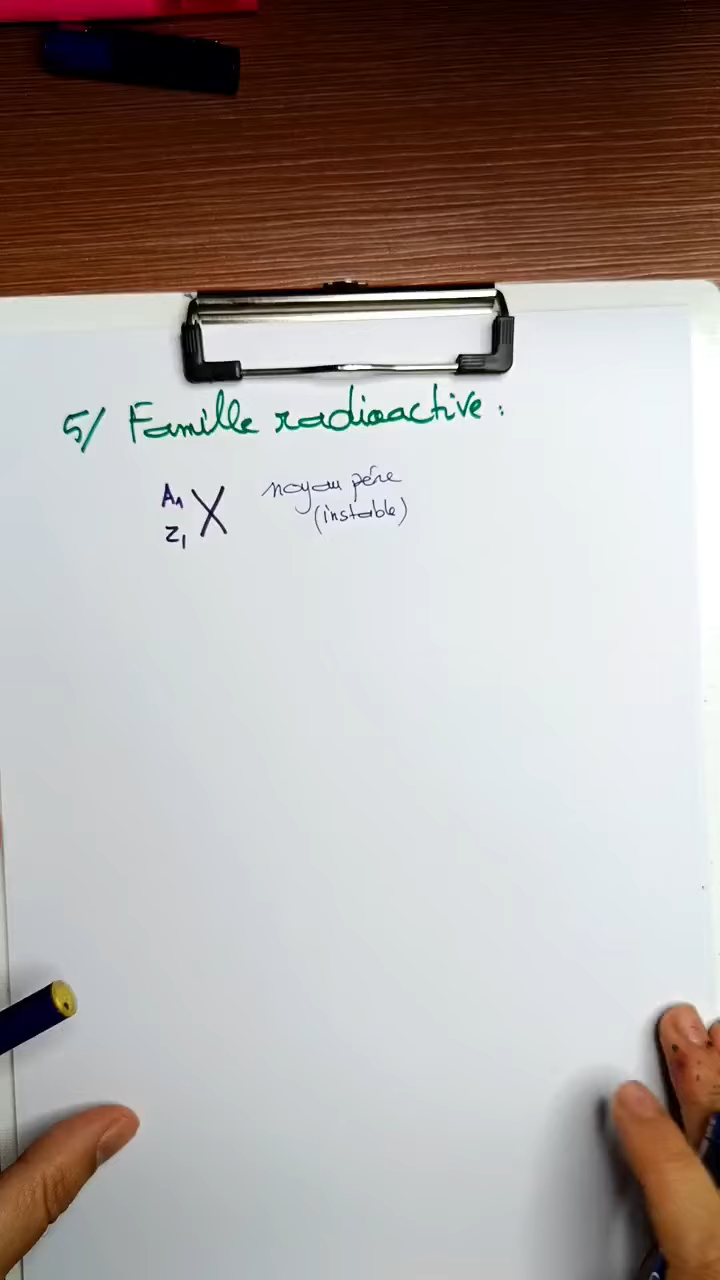 5/ Famille radioactive :
A₁
Z₁ X noyau père
(instable)